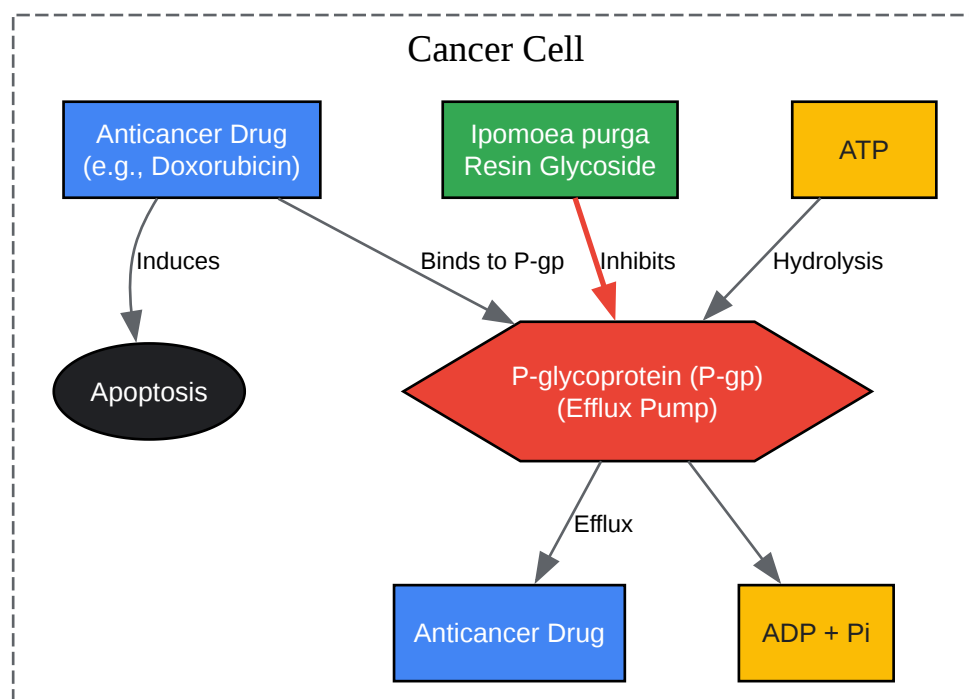 Cancer Cell
Anticancer Drug
(e.g., Doxorubicin)
Ipomoea purga
Resin Glycoside
ATP
Induces
Binds to P-gp
Inhibits
Hydrolysis
Apoptosis
P-glycoprotein (P-gp)
(Efflux Pump)
Efflux
Anticancer Drug
ADP + Pi